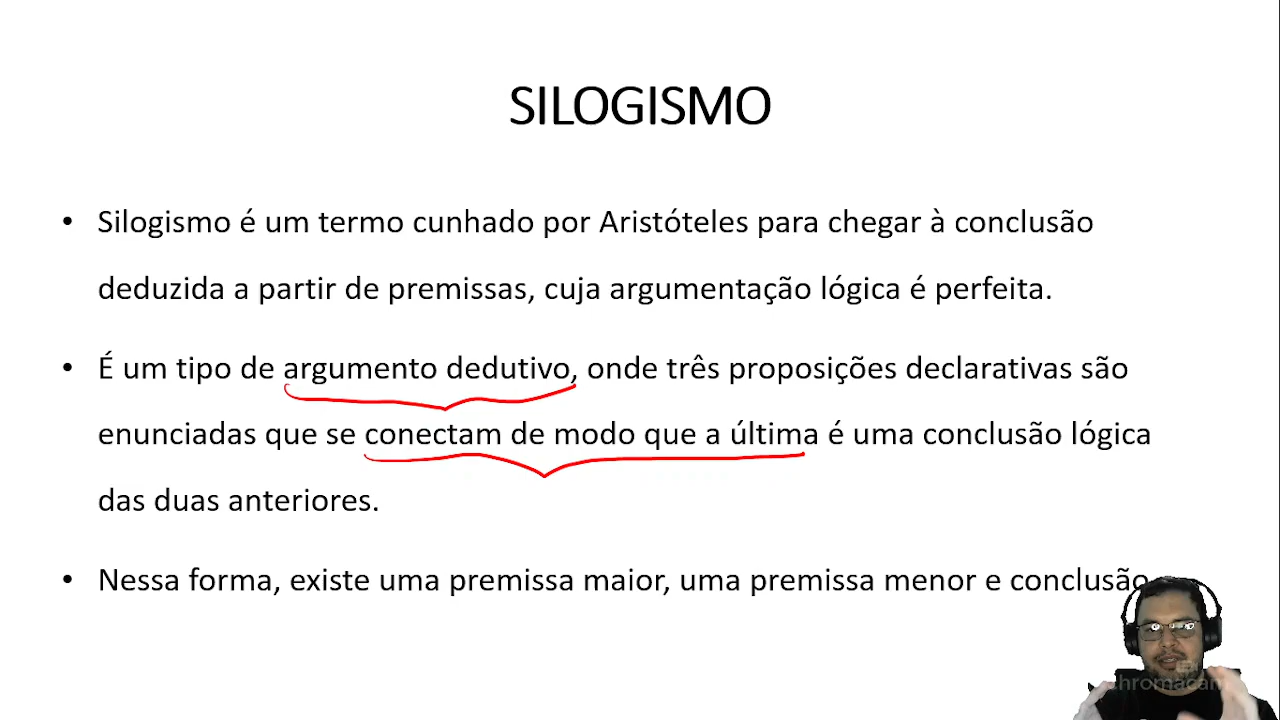 SILOGISMO
• Silogismo é um termo cunhado por Aristóteles para chegar à conclusão
deduzida a partir de premissas, cuja argumentação lógica é perfeita.
• É um tipo de argumento dedutivo, onde três proposições declarativas são
enunciadas que se conectam de modo que a última é uma conclusão lógica
das duas anteriores.
• Nessa forma, existe uma premissa maior, uma premissa menor e conclusão
chromacam